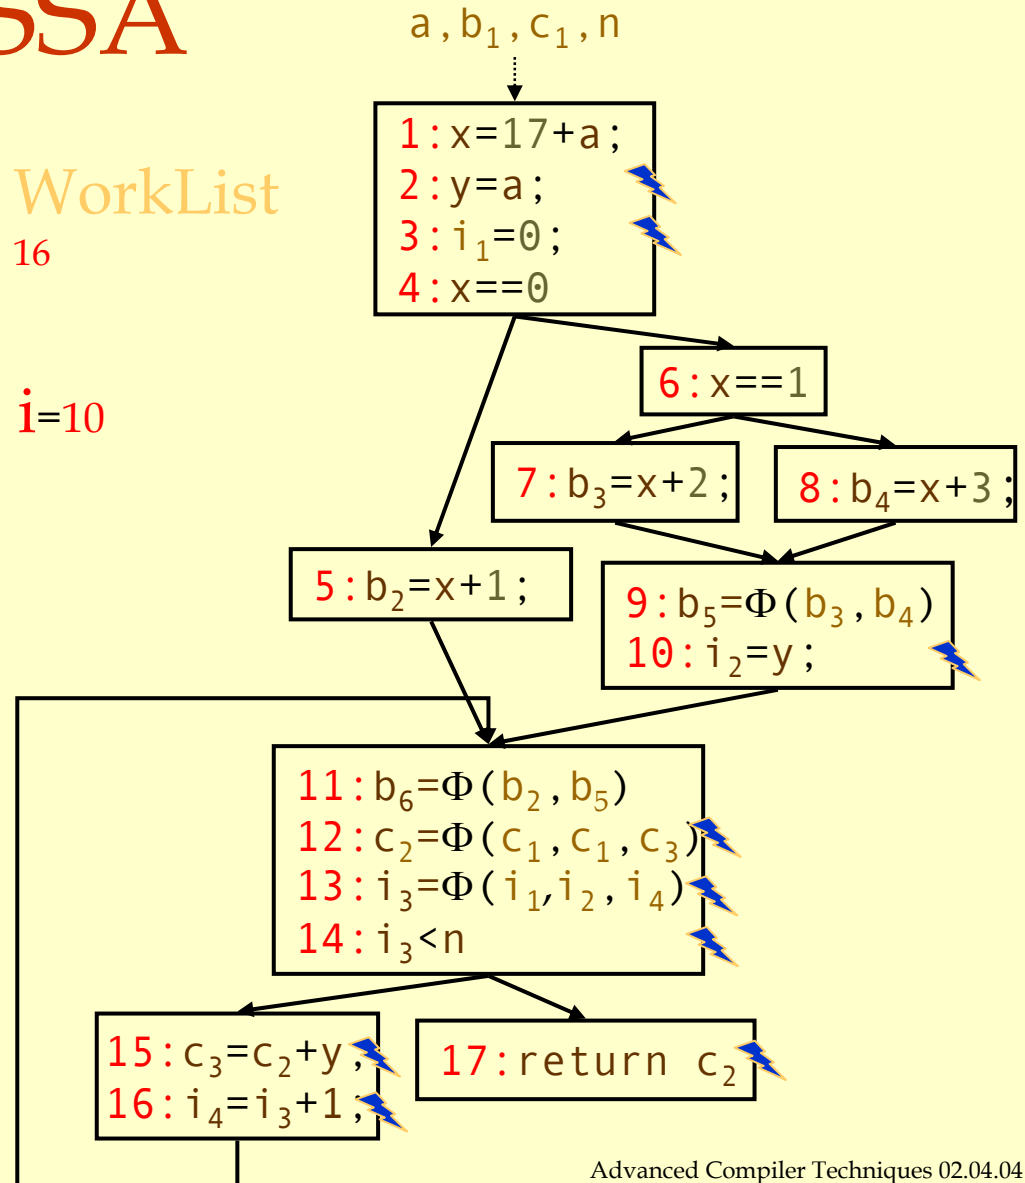 SSA
a,b₁,c₁,n
WorkList
16
i=10
1:x=17+a;
2:y=a;
3:i₁=0;
4:x==0
6:x==1
7:b₃=x+2;
8:b₄=x+3;
5:b₂=x+1;
9:b₅=Φ(b₃,b₄)
10:i₂=y;
11:b₆=Φ(b₂,b₅)
12:c₂=Φ(c₁,c₁,c₃)
13:i₃=Φ(i₁,i₂,i₄)
14:i₃<n
15:c₃=c₂+y;
16:i₄=i₃+1;
17:return c₂
Advanced Compiler Techniques 02.04.04